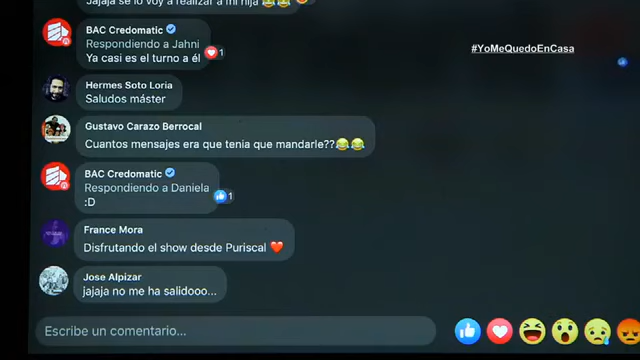 Jajaja se lo voy a realizar a mi hija
BAC Credomatic
Respondiendo a Jahni
Ya casi es el turno a él
1
#YoMeQuedoEnCasa
Hermes Soto Loria
Saludos máster
Gustavo Carazo Berrocal
Cuantos mensajes era que tenia que mandarle??😂😂
BAC Credomatic
Respondiendo a Daniela
:D
1
France Mora
Disfrutando el show desde Puriscal ❤️
Jose Alpizar
jajaja no me ha salidooo...
Escribe un comentario...